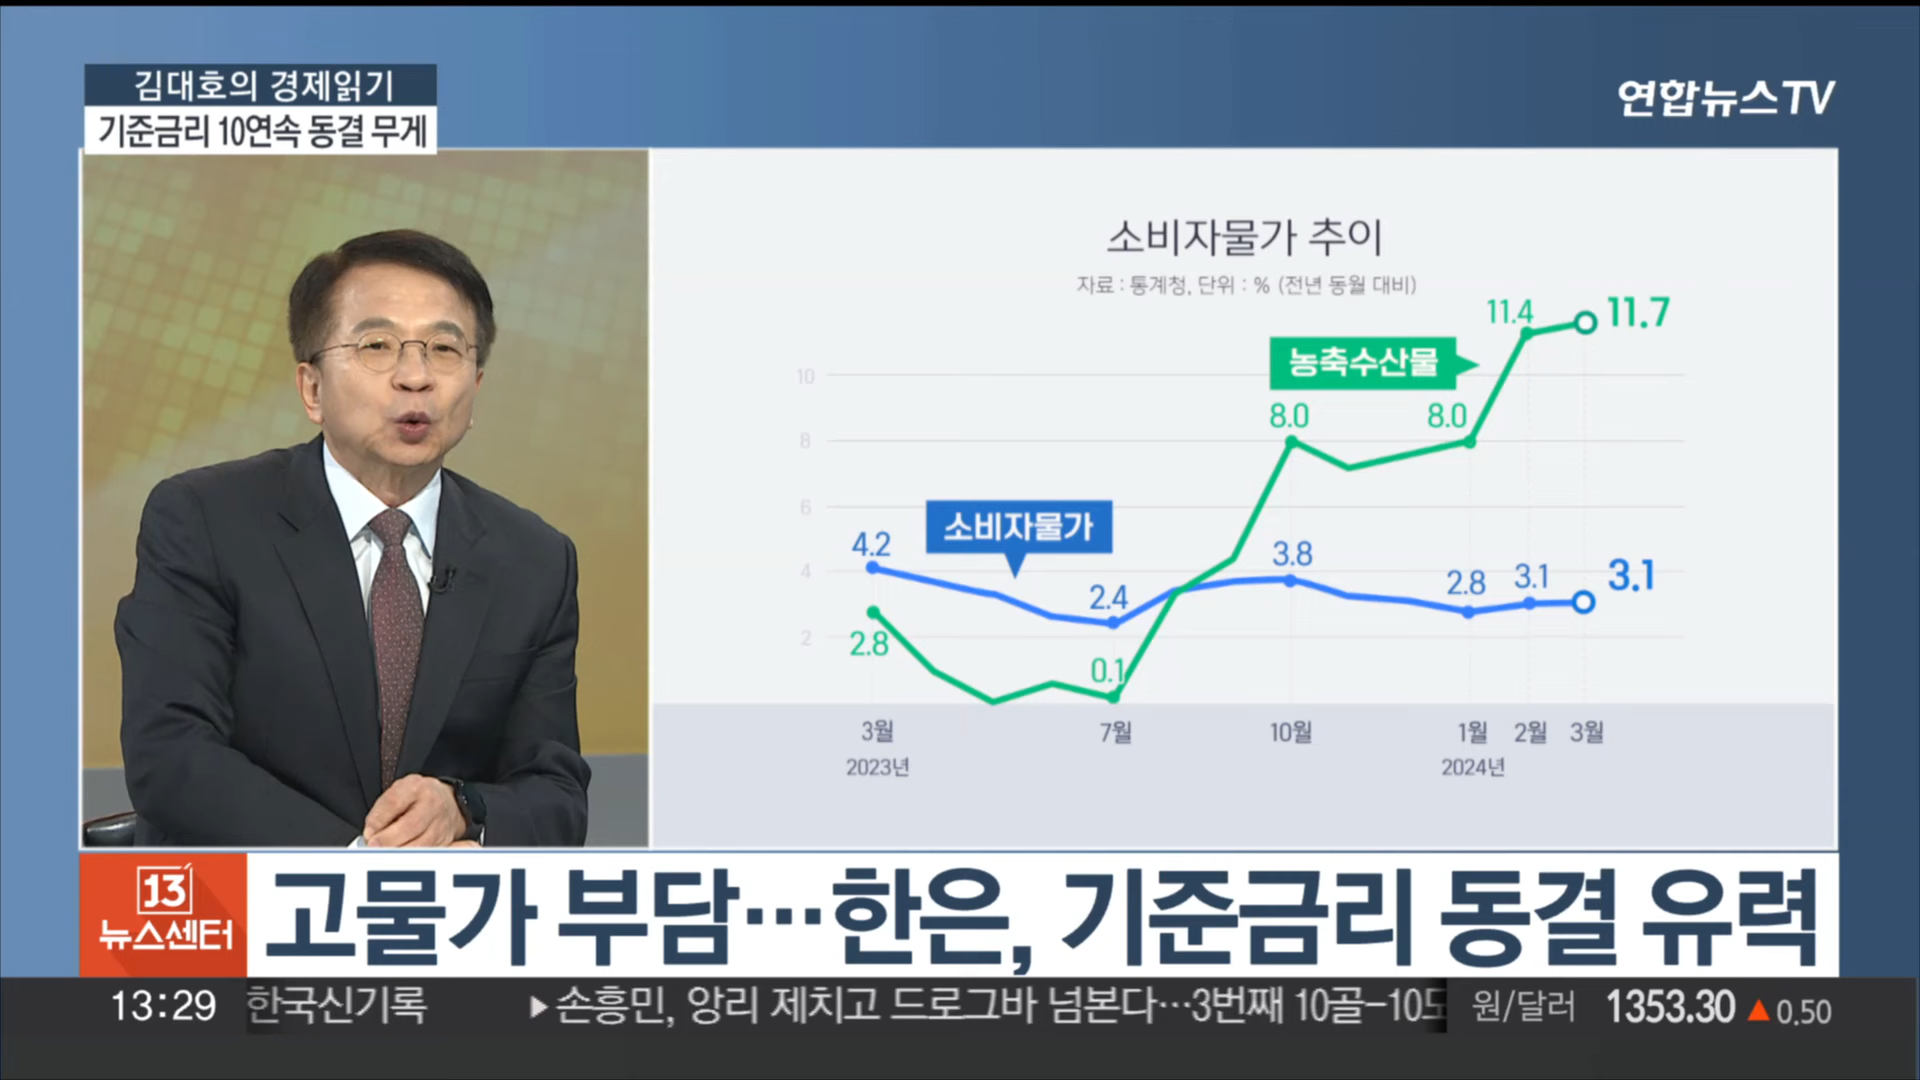 김대호의 경제읽기
기준금리 10연속 동결 무게
연합뉴스TV
소비자물가 추이
자료 : 통계청, 단위 : % (전년 동월 대비)
11.4
11.7
농축수산물
10
8.0
8.0
8
6
소비자물가
4.2
3.8
2.8
3.1
3.1
4
2.4
2.8
2
0.1
3월
7월
10월
1월
2월
3월
2023년
2024년
13
뉴스센터
고물가 부담…한은, 기준금리 동결 유력
13:29
한국신기록 ▶손흥민, 앙리 제치고 드로그바 넘본다…3번째 10골-10도
원/달러 1353.30 ▲0.50